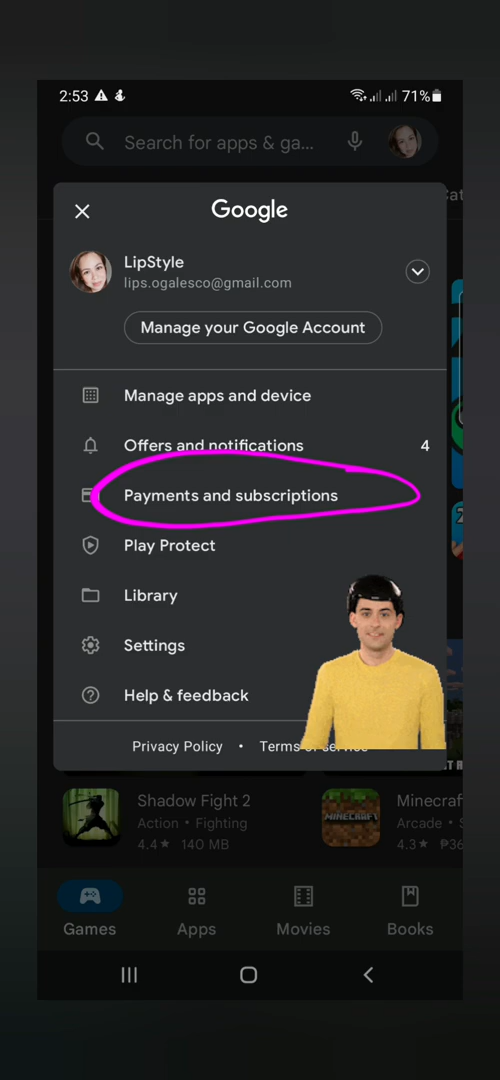 2:53 71%
Search for apps & ga...
Google
LipStyle
lips.ogalesco@gmail.com
Manage your Google Account
Manage apps and device
Offers and notifications 4
Payments and subscriptions
Play Protect
Library
Settings
Help & feedback
Privacy Policy • Terms of service
Shadow Fight 2 Minecraf
Action • Fighting Arcade • S
4.4★ 140 MB 4.3★ ₱36
MINECRAFT
Games Apps Movies Books